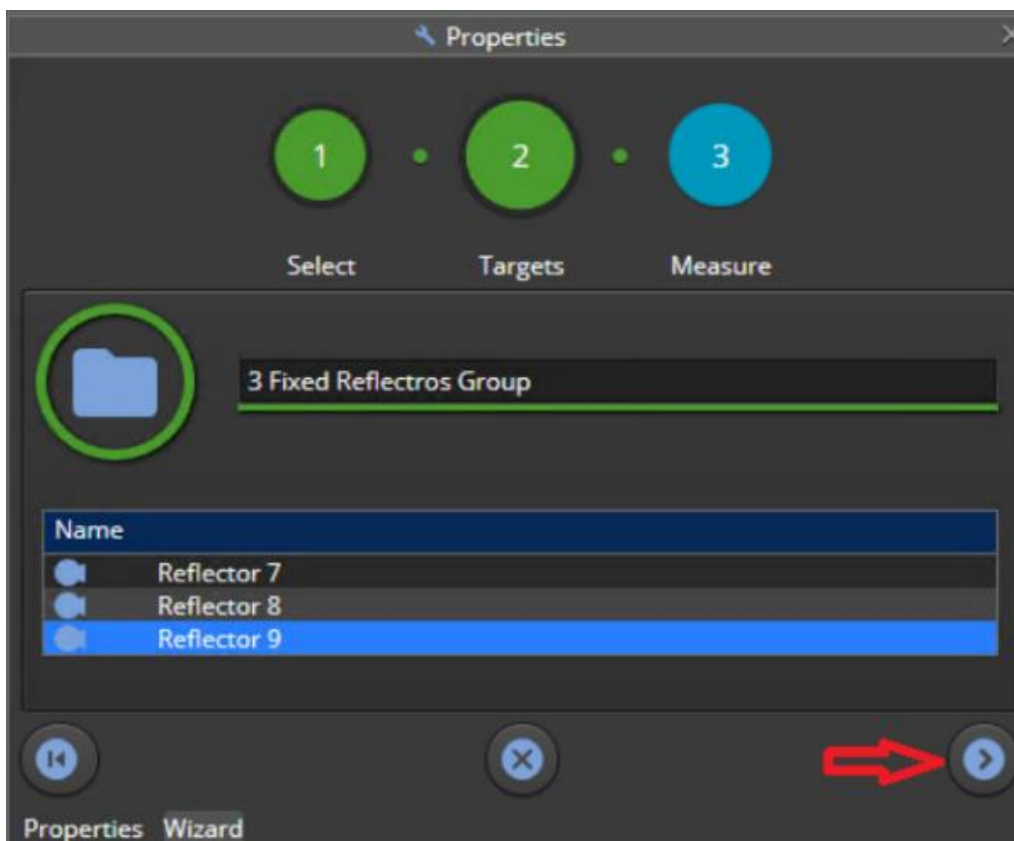 Properties
1 2 3
Select Targets Measure
3 Fixed Reflectros Group
Name
Reflector 7
Reflector 8
Reflector 9
Properties Wizard